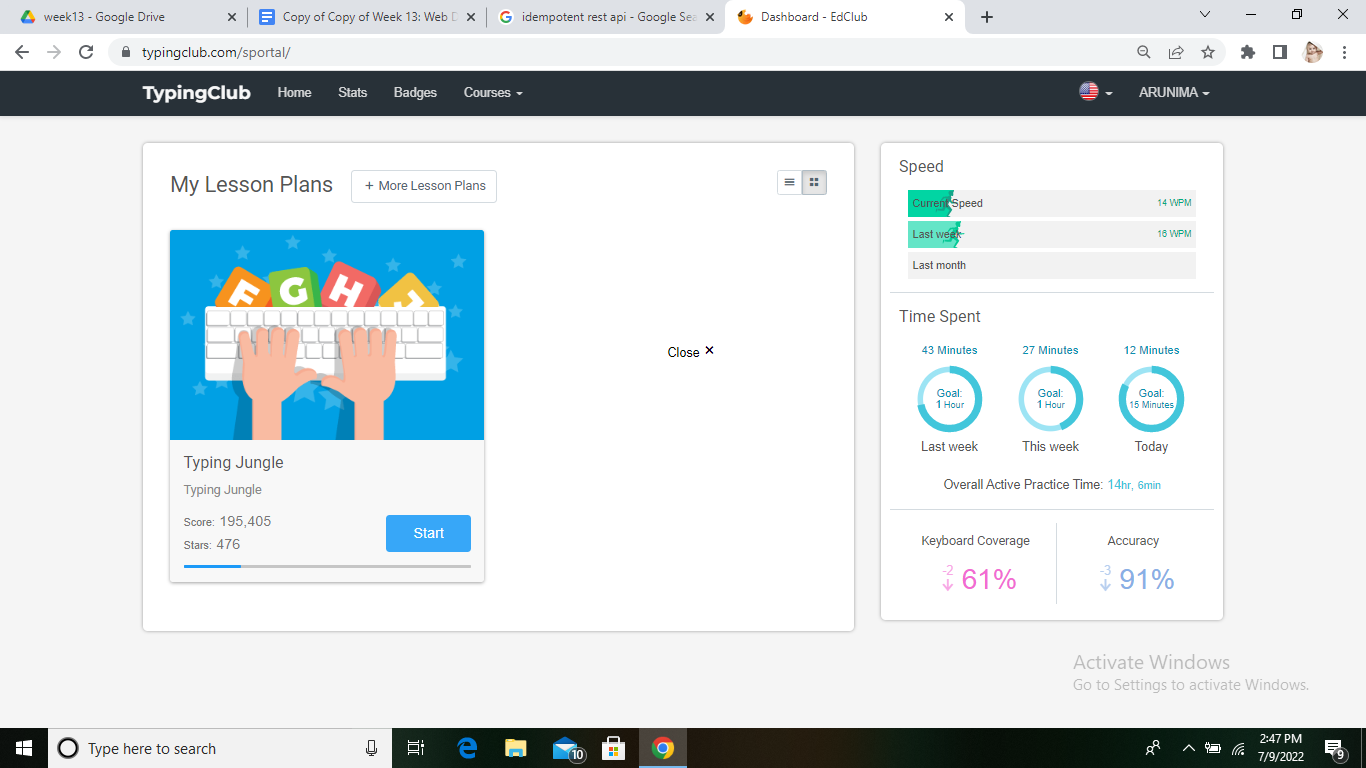 week13 - Google Drive
Copy of Copy of Week 13: Web D
idempotent rest api - Google Sea
Dashboard - EdClub
typingclub.com/sportal/
TypingClub
Home
Stats
Badges
Courses
ARUNIMA
My Lesson Plans
+ More Lesson Plans
F G H J
Typing Jungle
Typing Jungle
Score: 195,405
Stars: 476
Start
Close ×
Speed
Current Speed 14 WPM
Last week 16 WPM
Last month
Time Spent
43 Minutes 27 Minutes 12 Minutes
Goal: Goal: Goal:
1 Hour 1 Hour 15 Minutes
Last week This week Today
Overall Active Practice Time: 14hr, 6min
Keyboard Coverage Accuracy
-2 61% -3 91%
Activate Windows
Go to Settings to activate Windows.
Type here to search
10
2:47 PM
7/9/2022
9